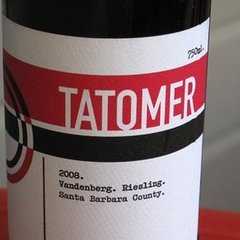 750ml.
TATOMER
2008.
Vandenberg. Riesling.
Santa Barbara County.